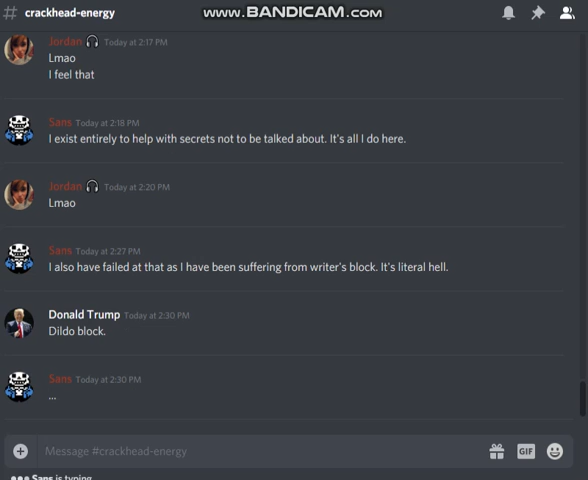 # crackhead-energy
www.BANDICAM.com
Jordan Today at 2:17 PM
Lmao
I feel that
Sans Today at 2:18 PM
I exist entirely to help with secrets not to be talked about. It's all I do here.
Jordan Today at 2:20 PM
Lmao
Sans Today at 2:27 PM
I also have failed at that as I have been suffering from writer's block. It's literal hell.
Donald Trump Today at 2:30 PM
Dildo block.
Sans Today at 2:30 PM
...
Message #crackhead-energy
GIF
Sans is typing